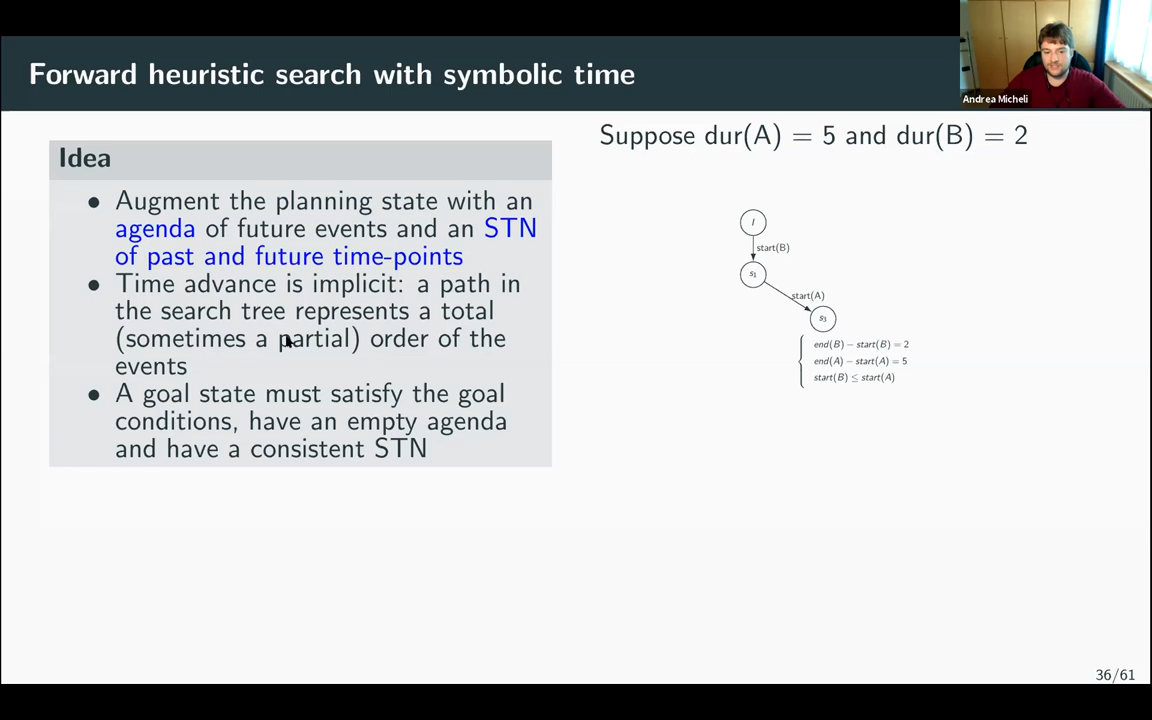 Forward heuristic search with symbolic time
Andrea Micheli
Idea
• Augment the planning state with an
agenda of future events and an STN
of past and future time-points
• Time advance is implicit: a path in
the search tree represents a total
(sometimes a partial) order of the
events
• A goal state must satisfy the goal
conditions, have an empty agenda
and have a consistent STN
Suppose dur(A) = 5 and dur(B) = 2
I
start(B)
s₁
start(A)
s₃
end(B) − start(B) = 2
end(A) − start(A) = 5
start(B) ≤ start(A)
36/61